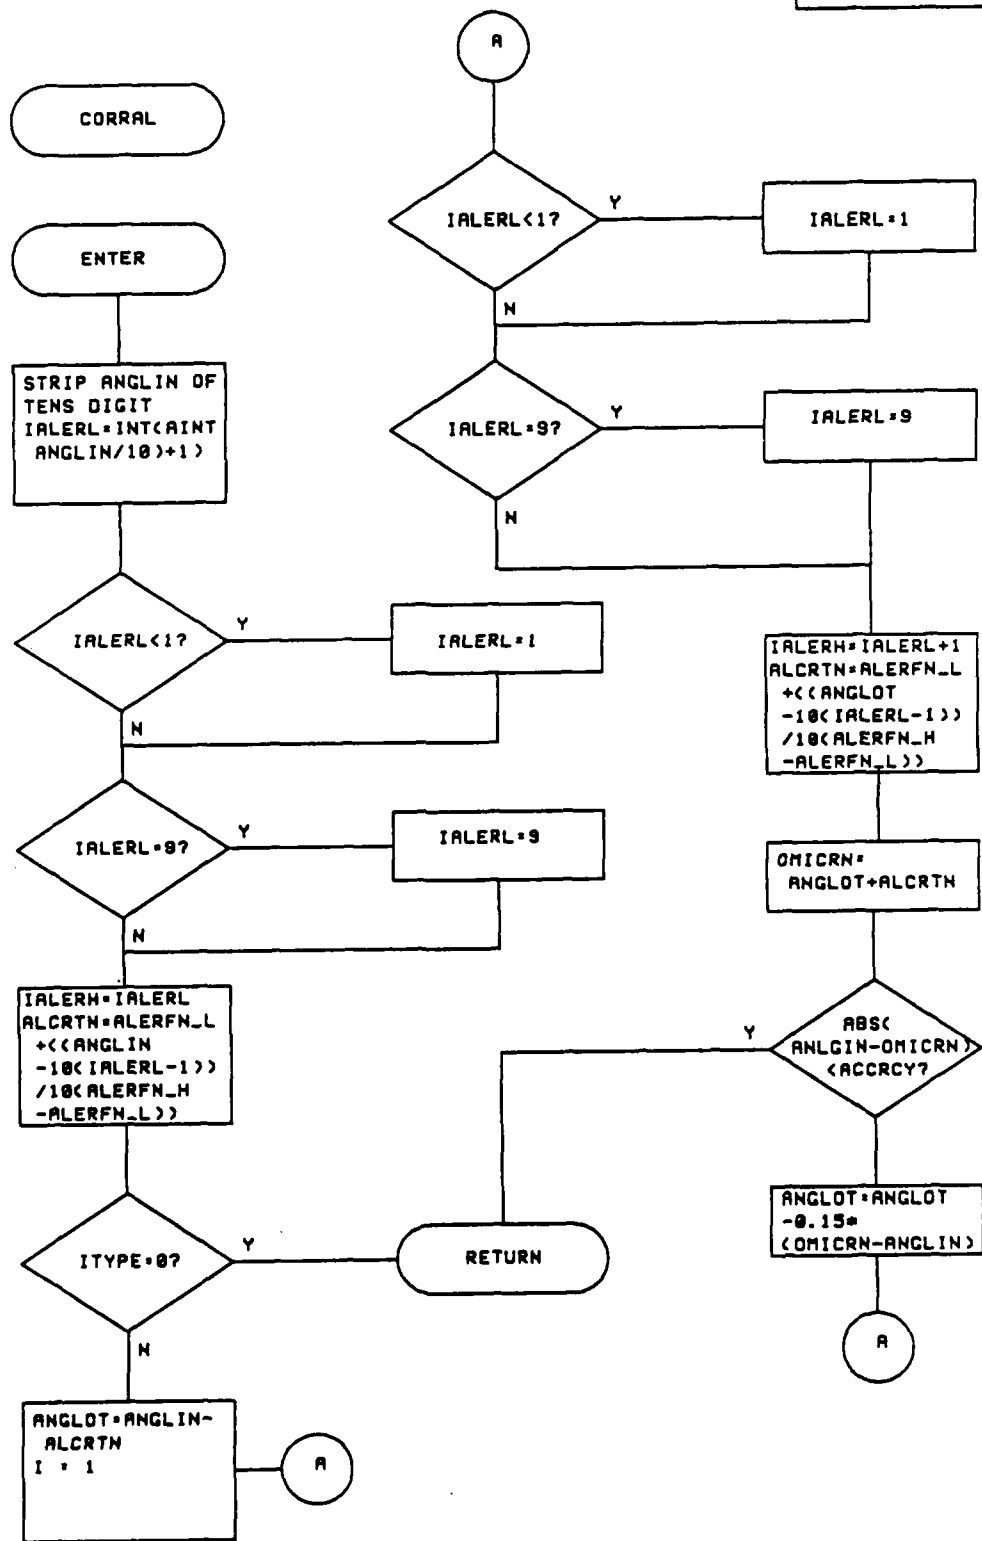 CORRAL
ENTER
STRIP ANGLIN OF
TENS DIGIT
IALERL=INT(AINT
ANGLIN/10)+1)
IALERL<1?
Y
IALERL=1
N
IALERL=9?
Y
IALERL=9
N
IALERH=IALERL
ALCRTN=ALERFN_L
+((ANGLIN
-10(IALERL-1))
/10(ALERFN_H
-ALERFN_L))
ITYPE=0?
Y
RETURN
N
ANGLOT=ANGLIN-
ALCRTN
I = 1
A
A
IALERL<1?
Y
IALERL=1
N
IALERL=9?
Y
IALERL=9
N
IALERH=IALERL+1
ALCRTN=ALERFN_L
+((ANGLOT
-10(IALERL-1))
/10(ALERFN_H
-ALERFN_L))
OMICRN=
ANGLOT+ALCRTN
ABS(
ANLGIN-OMICRN)
<ACCRCY?
Y
ANGLOT=ANGLOT
-0.15*
(OMICRN-ANGLIN)
A